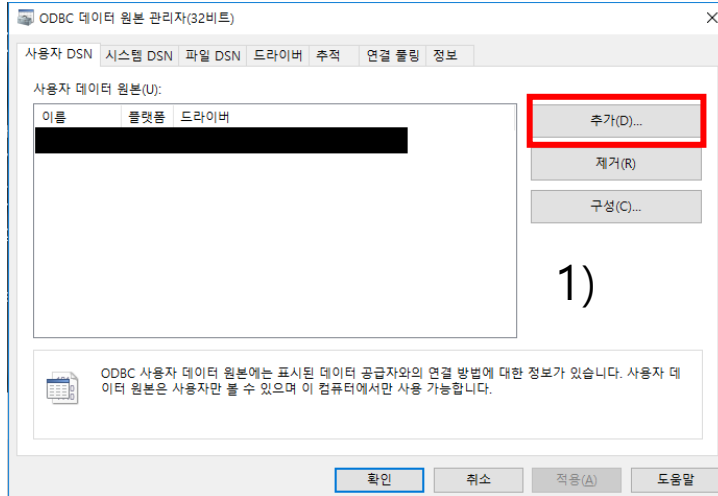 ODBC 데이터 원본 관리자(32비트)
사용자 DSN 시스템 DSN 파일 DSN 드라이버 추적 연결 풀링 정보
사용자 데이터 원본(U):
이름 플랫폼 드라이버
추가(D)...
제거(R)
구성(C)...
1)
ODBC 사용자 데이터 원본에는 표시된 데이터 공급자와의 연결 방법에 대한 정보가 있습니다. 사용자 데
이터 원본은 사용자만 볼 수 있으며 이 컴퓨터에서만 사용 가능합니다.
확인 취소 적용(A) 도움말